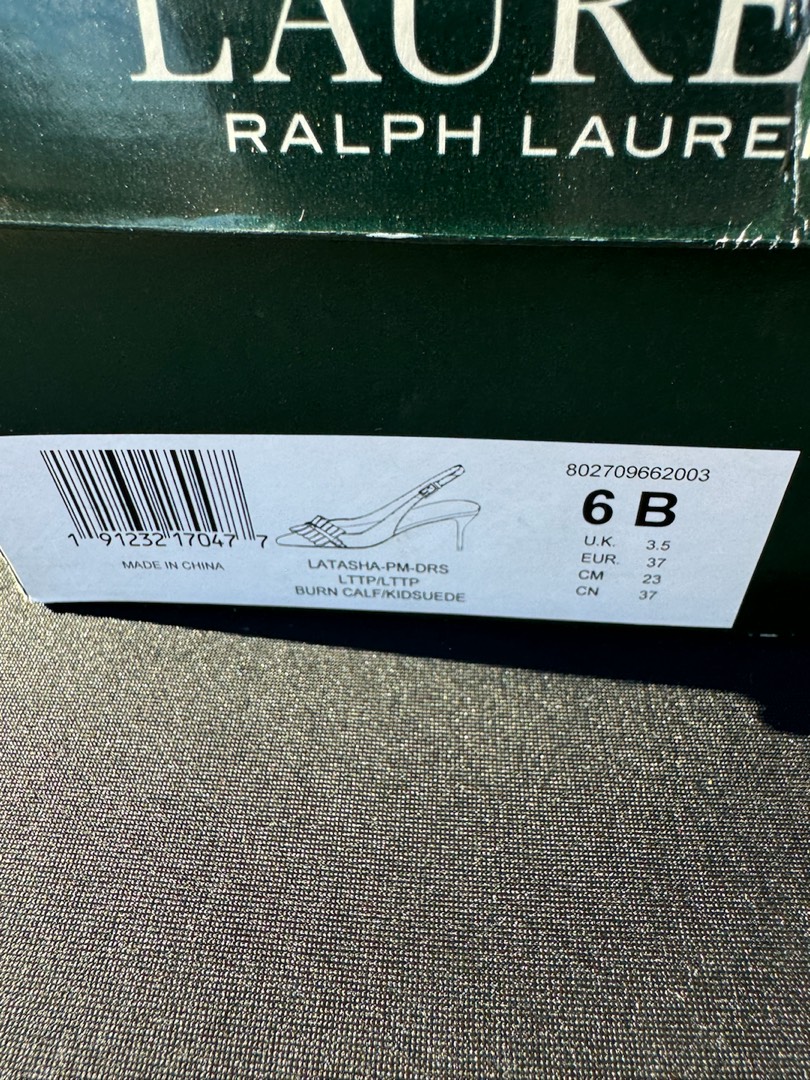 LAURE
RALPH LAUREN
1 91232 17047 7
MADE IN CHINA
LATASHA-PM-DRS
LTTP/LTTP
BURN CALF/KIDSUEDE
802709662003
6 B
U.K. 3.5
EUR. 37
CM 23
CN 37